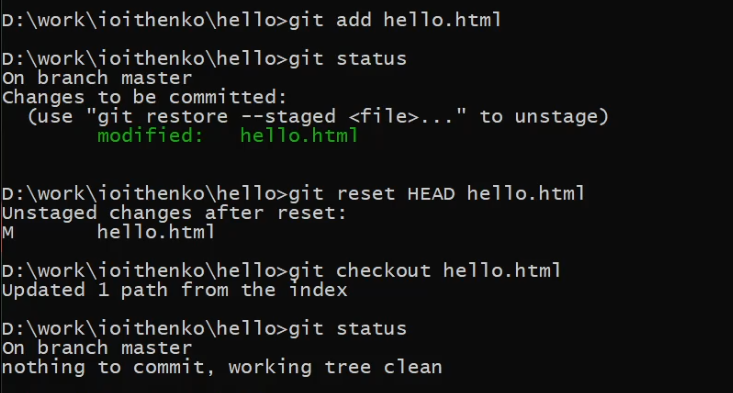 D:\work\ioithenko\hello>git add hello.html
D:\work\ioithenko\hello>git status
On branch master
Changes to be committed:
  (use "git restore --staged <file>..." to unstage)
        modified:   hello.html
D:\work\ioithenko\hello>git reset HEAD hello.html
Unstaged changes after reset:
M       hello.html
D:\work\ioithenko\hello>git checkout hello.html
Updated 1 path from the index
D:\work\ioithenko\hello>git status
On branch master
nothing to commit, working tree clean